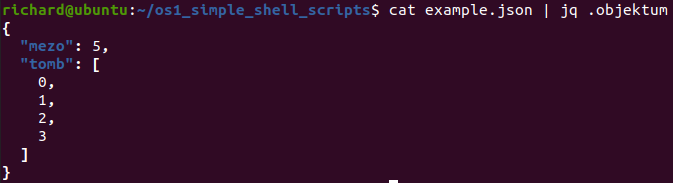 richard@ubuntu:~/os1_simple_shell_scripts$ cat example.json | jq .objektum
{
  "mezo": 5,
  "tomb": [
    0,
    1,
    2,
    3
  ]
}